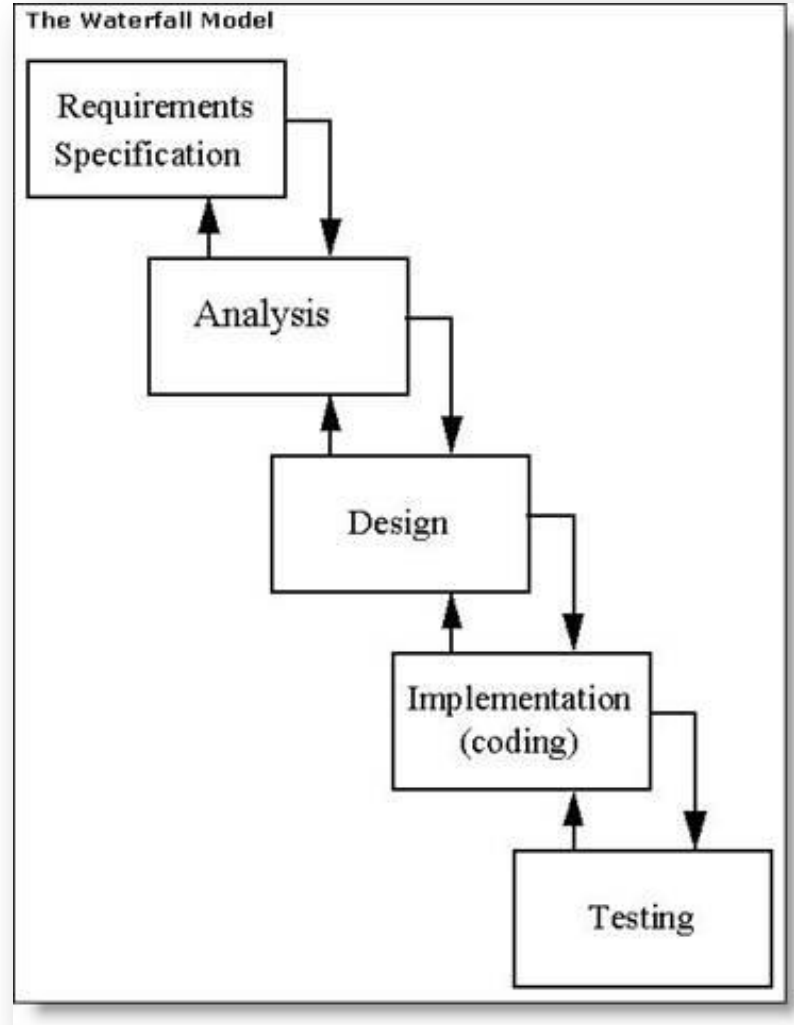 The Waterfall Model
Requirements
Specification
Analysis
Design
Implementation
(coding)
Testing